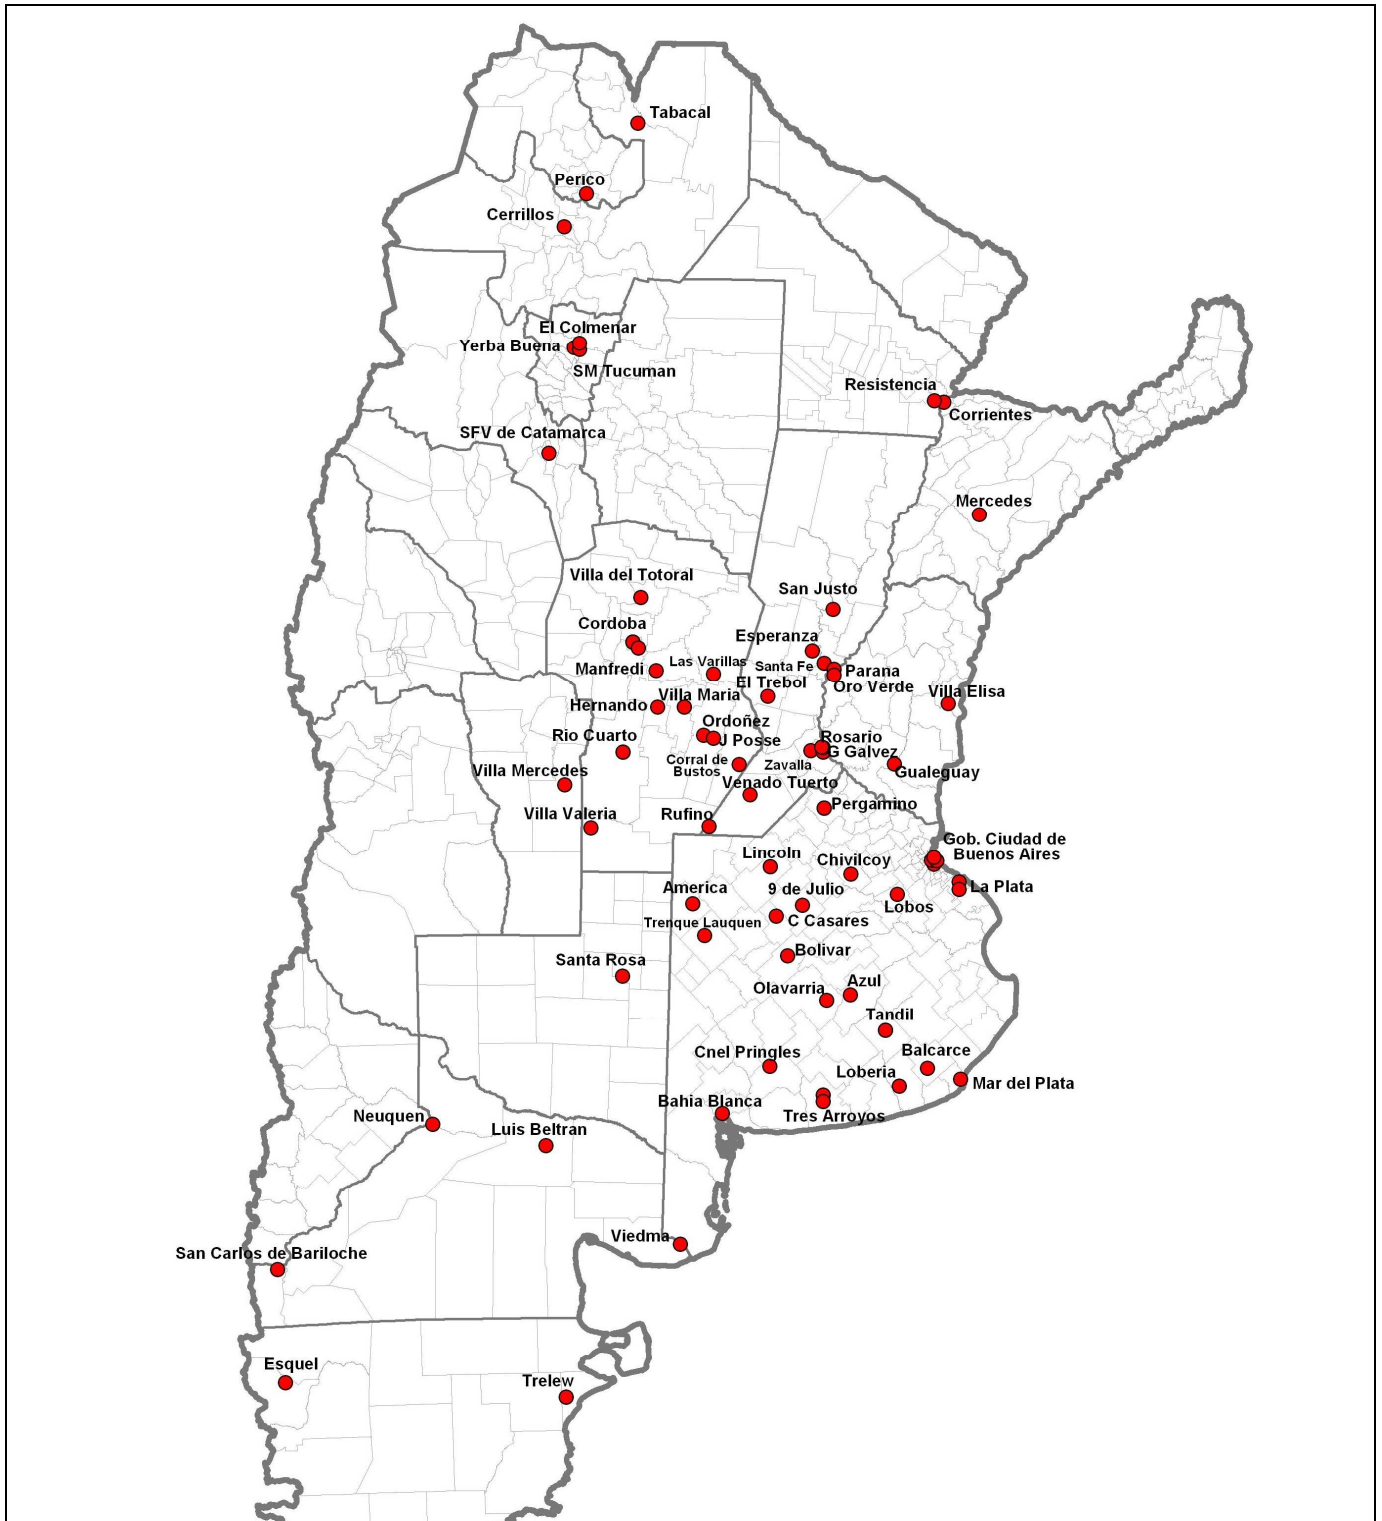 Tabacal
Perico
Cerrillos
El Colmenar
Yerba Buena
SM Tucuman
Resistencia
Corrientes
SFV de Catamarca
Mercedes
Villa del Totoral
San Justo
Cordoba
Esperanza
Las Varillas
Santa Fe
Manfredi
Parana
El Trebol
Oro Verde
Villa Maria
Villa Elisa
Hernando
Ordoñez
Rio Cuarto
J Posse
Rosario
G Galvez
Corral de
Bustos
Zavalla
Villa Mercedes
Gualeguay
Venado Tuerto
Villa Valeria
Rufino
Pergamino
Gob. Ciudad de
Buenos Aires
Lincoln
Chivilcoy
America
9 de Julio
La Plata
Lobos
Trenque Lauquen
C Casares
Bolivar
Santa Rosa
Olavarria
Azul
Tandil
Cnel Pringles
Balcarce
Loberia
Mar del Plata
Bahia Blanca
Tres Arroyos
Neuquen
Luis Beltran
Viedma
San Carlos de Bariloche
Esquel
Trelew